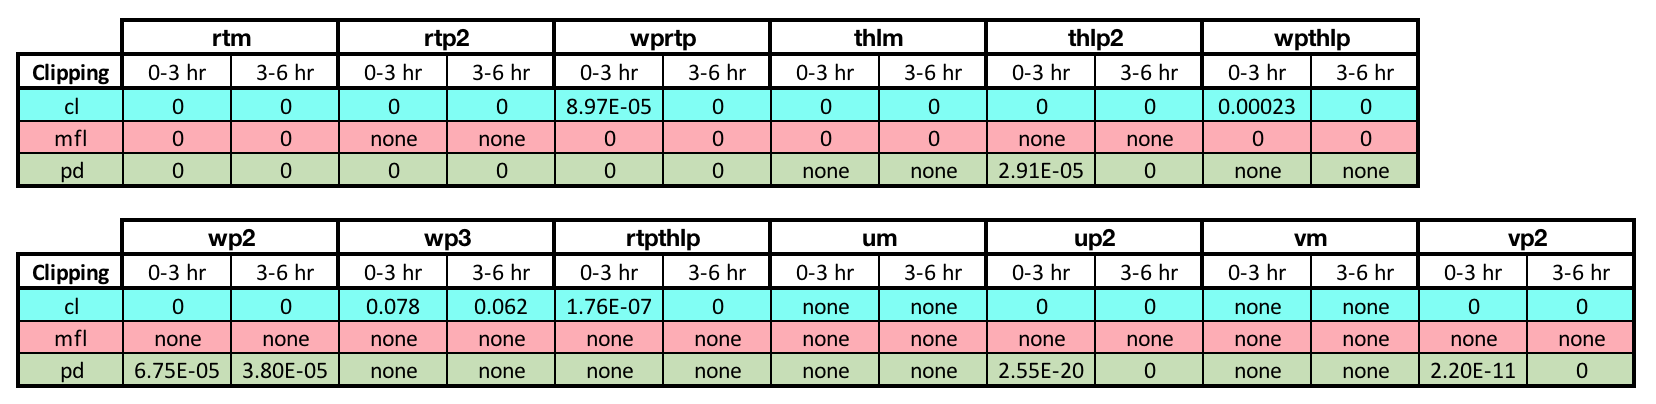 rtm rtp2 wprtp thlm thlp2 wpthlp
Clipping 0-3 hr 3-6 hr 0-3 hr 3-6 hr 0-3 hr 3-6 hr 0-3 hr 3-6 hr 0-3 hr 3-6 hr 0-3 hr 3-6 hr
cl 0 0 0 0 8.97E-05 0 0 0 0 0 0.00023 0
mfl 0 0 none none 0 0 0 0 none none 0 0
pd 0 0 0 0 0 0 none none 2.91E-05 0 none none
wp2 wp3 rtpthlp um up2 vm vp2
Clipping 0-3 hr 3-6 hr 0-3 hr 3-6 hr 0-3 hr 3-6 hr 0-3 hr 3-6 hr 0-3 hr 3-6 hr 0-3 hr 3-6 hr 0-3 hr 3-6 hr
cl 0 0 0.078 0.062 1.76E-07 0 none none 0 0 none none 0 0
mfl none none none none none none none none none none none none none none
pd 6.75E-05 3.80E-05 none none none none none none 2.55E-20 0 none none 2.20E-11 0